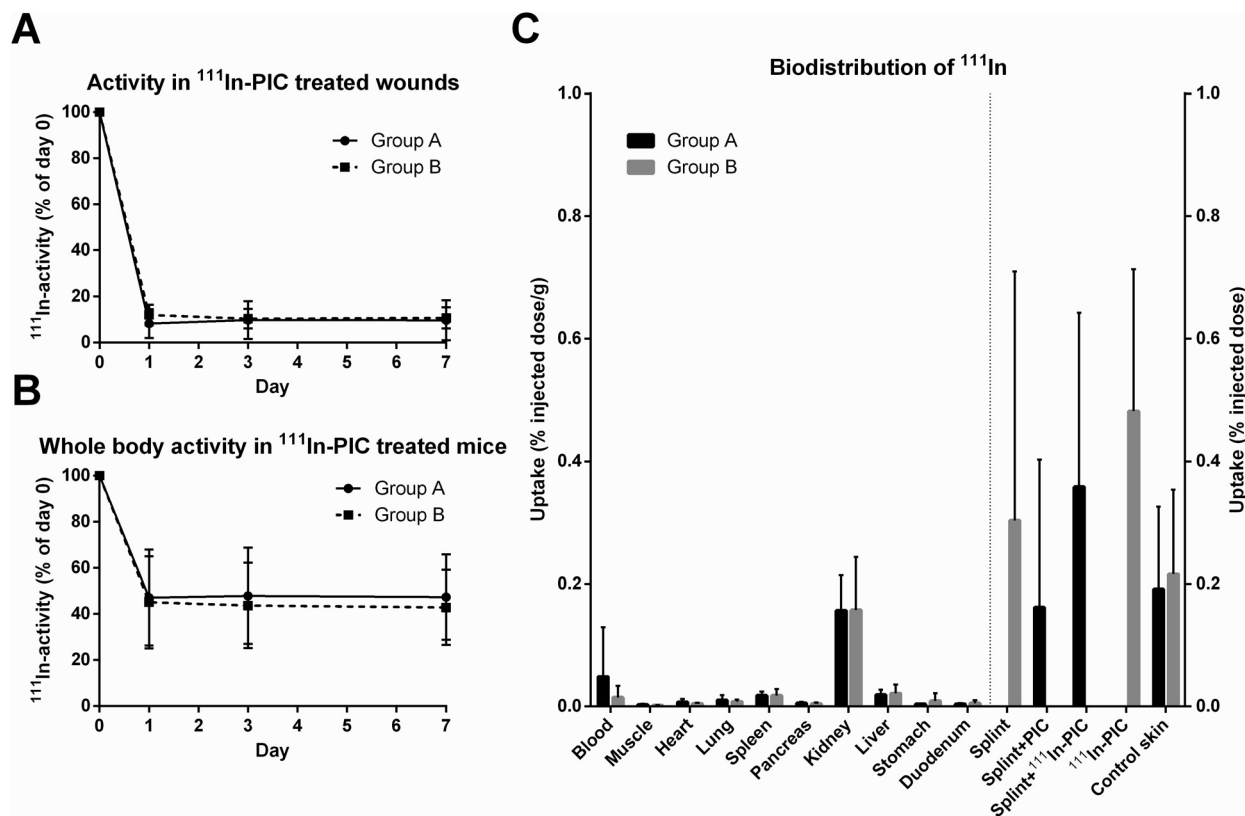 A
Activity in ¹¹¹In-PIC treated wounds
¹¹¹In-activity (% of day 0)
100
80
60
40
20
0
Group A
Group B
0 1 2 3 4 5 6 7
Day
B
Whole body activity in ¹¹¹In-PIC treated mice
¹¹¹In-activity (% of day 0)
100
80
60
40
20
0
Group A
Group B
0 1 2 3 4 5 6 7
Day
C
Biodistribution of ¹¹¹In
Uptake (% injected dose/g)
1.0
0.8
0.6
0.4
0.2
0.0
Group A
Group B
1.0
0.8
0.6
0.4
0.2
0.0
Uptake (% injected dose)
Blood
Muscle
Heart
Lung
Spleen
Pancreas
Kidney
Liver
Stomach
Duodenum
Splint
Splint+PIC
Splint+ ¹¹¹In-PIC
¹¹¹In-PIC
Control skin